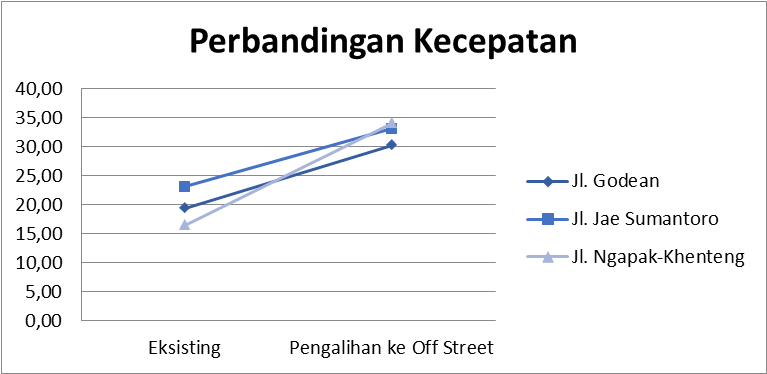 Perbandingan Kecepatan
40,00
35,00
30,00
25,00
20,00
15,00
10,00
5,00
0,00
Eksisting
Pengalihan ke Off Street
Jl. Godean
Jl. Jae Sumantoro
Jl. Ngapak-Khenteng